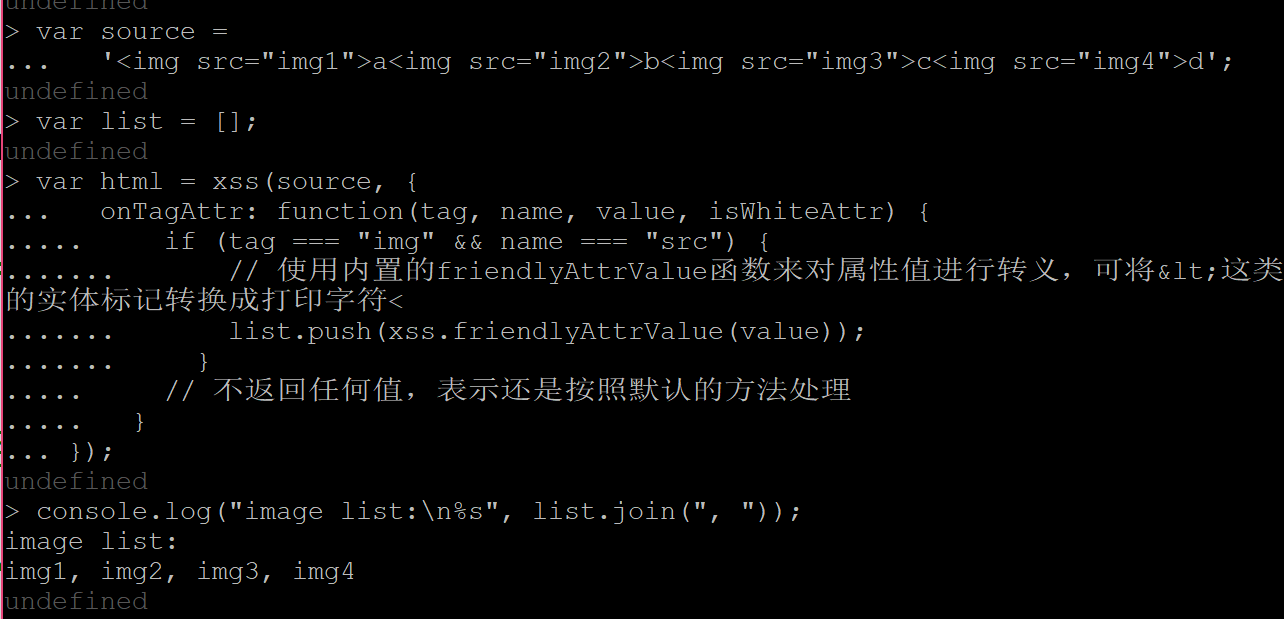 undefined
> var source =
...   '<img src="img1">a<img src="img2">b<img src="img3">c<img src="img4">d';
undefined
> var list = [];
undefined
> var html = xss(source, {
...   onTagAttr: function(tag, name, value, isWhiteAttr) {
.....     if (tag === "img" && name === "src") {
.......       // 使用内置的friendlyAttrValue函数来对属性值进行转义，可将&lt;这类
的实体标记转换成打印字符<
.......       list.push(xss.friendlyAttrValue(value));
.......     }
.....     // 不返回任何值，表示还是按照默认的方法处理
.....   }
... });
undefined
> console.log("image list:\n%s", list.join(", "));
image list:
img1, img2, img3, img4
undefined